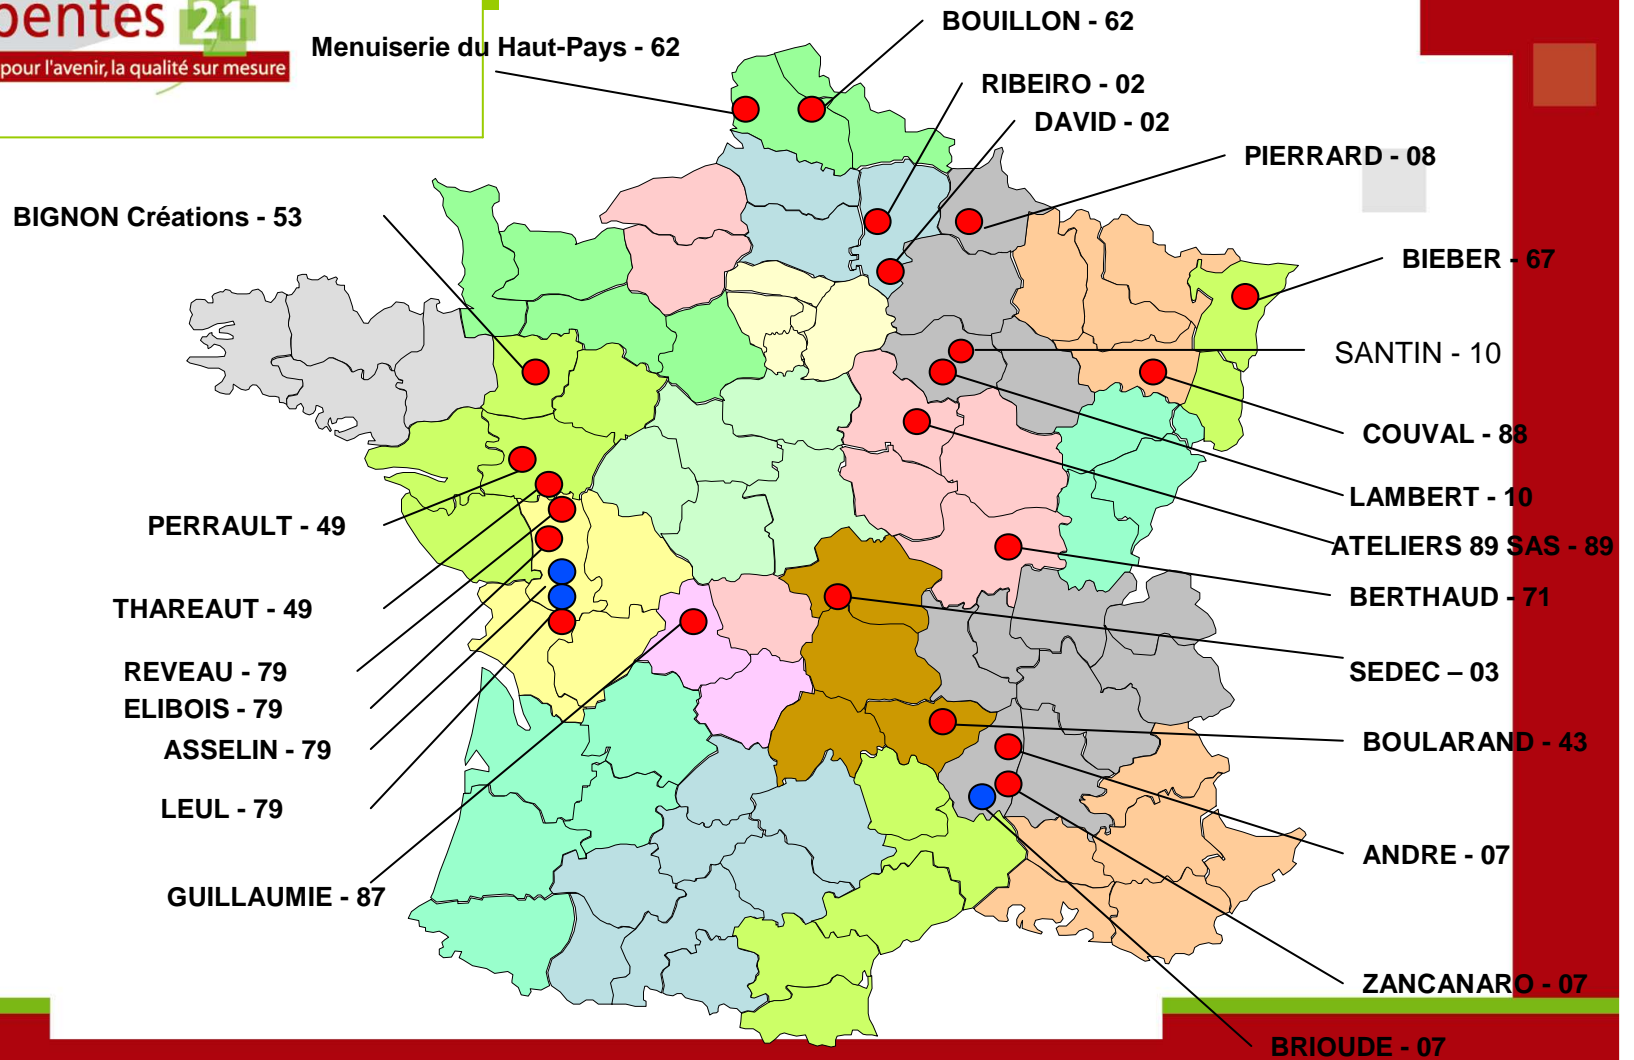 21
pour l'avenir, la qualité sur mesure
Menuiserie du Haut-Pays - 62
BOUILLON - 62
RIBEIRO - 02
DAVID - 02
PIERRARD - 08
BIGNON Créations - 53
BIEBER - 67
SANTIN - 10
COUVAL - 88
LAMBERT - 10
PERRAULT - 49
ATELIERS 89 SAS - 89
BERTHAUD - 71
THAREAUT - 49
REVEAU - 79
SEDEC – 03
ELIBOIS - 79
BOULARAND - 43
ASSELIN - 79
LEUL - 79
ANDRE - 07
GUILLAUMIE - 87
ZANCANARO - 07
BRIOUDE - 07